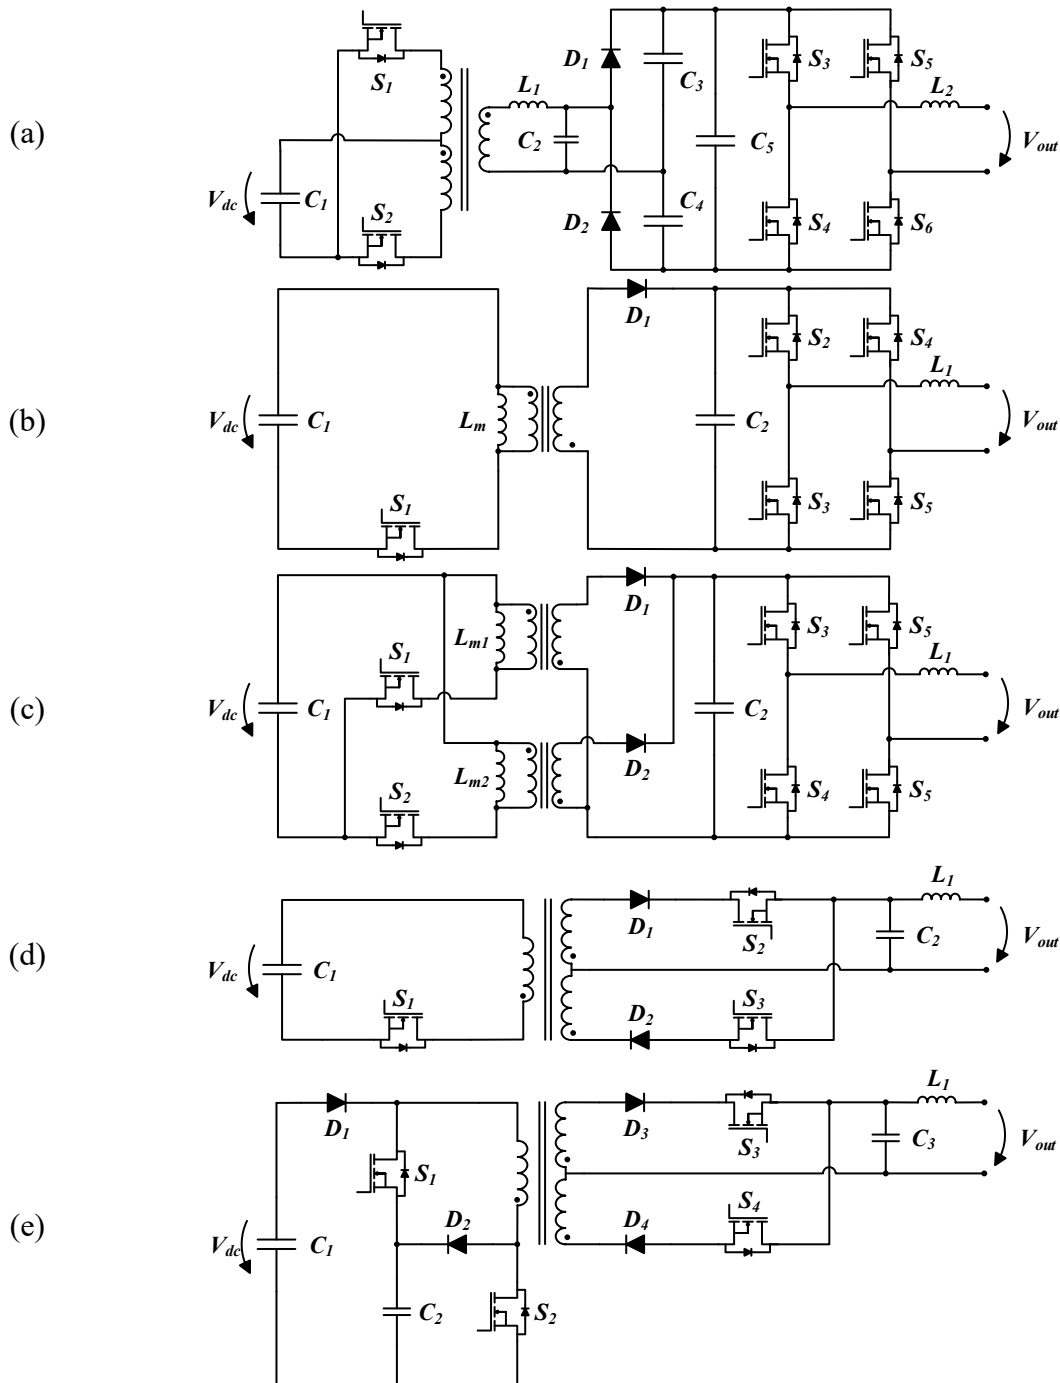 (a)
S1
D1
C3
S3
S5
L1
L2
C2
C5
Vout
Vdc
C1
S2
D2
C4
S4
S6
(b)
D1
S2
S4
L1
Vdc
C1
Lm
C2
Vout
S1
S3
S5
(c)
D1
S3
S5
Lm1
S1
L1
Vdc
C1
C2
Vout
D2
Lm2
S2
S4
S5
(d)
L1
D1
S2
C2
Vdc
C1
Vout
S1
D2
S3
(e)
L1
D1
D3
S3
C3
Vout
S1
S4
D2
D4
Vdc
C1
C2
S2